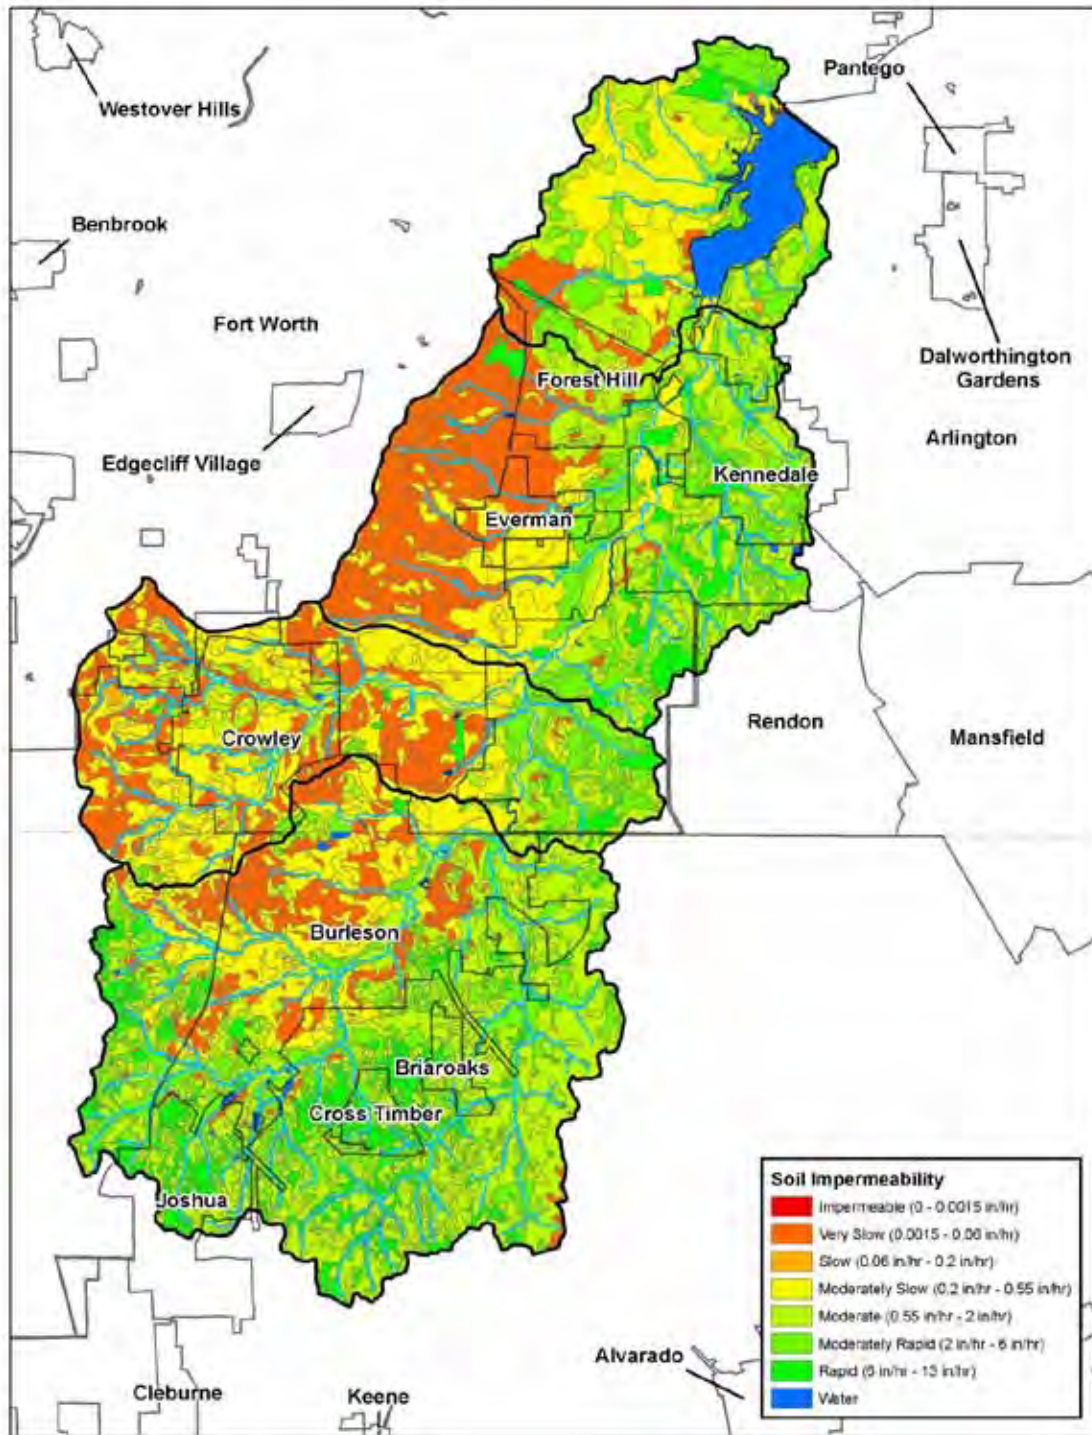 Pantego
Westover Hills
Benbrook
Fort Worth
Dalworthington
Gardens
Forest Hill
Arlington
Edgecliff Village
Kennedale
Everman
Rendon
Crowley
Mansfield
Burleson
Briaroaks
Cross Timber
Joshua
Soil Impermeability
Impermeable (0 - 0.0015 in/hr)
Very Slow (0.0015 - 0.06 in/hr)
Slow (0.06 in/hr - 0.2 in/hr)
Moderately Slow (0.2 in/hr - 0.55 in/hr)
Moderate (0.55 in/hr - 2 in/hr)
Moderately Rapid (2 in/hr - 6 in/hr)
Rapid (6 in/hr - 13 in/hr)
Water
Alvarado
Cleburne
Keene